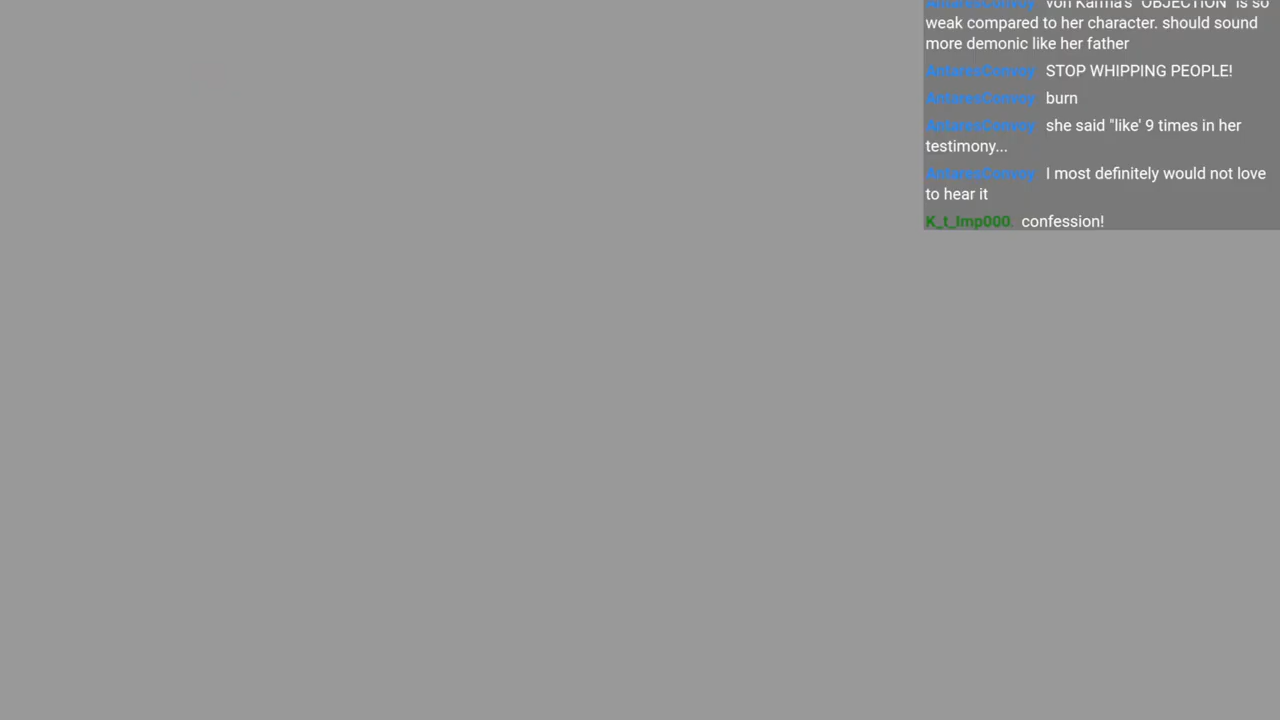 AntaresConvoy von Karma's "OBJECTION" is so
weak compared to her character. should sound
more demonic like her father
AntaresConvoy STOP WHIPPING PEOPLE!
AntaresConvoy burn
AntaresConvoy she said "like' 9 times in her
testimony...
AntaresConvoy I most definitely would not love
to hear it
K_t_Imp000. confession!